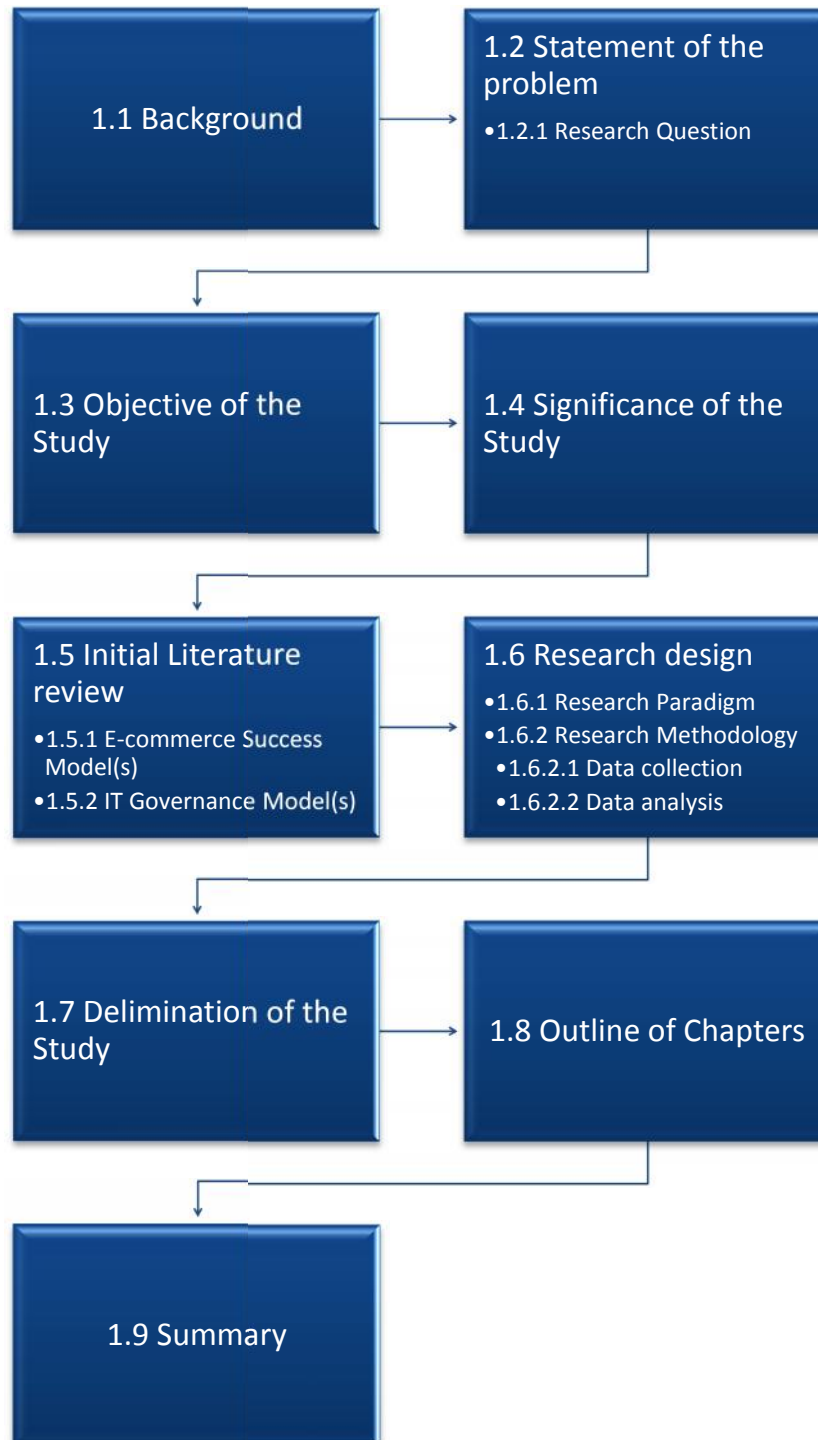 1.1 Background
1.2 Statement of the
problem
•1.2.1 Research Question
1.3 Objective of the
Study
1.4 Significance of the
Study
1.5 Initial Literature
review
•1.5.1 E-commerce Success
Model(s)
•1.5.2 IT Governance Model(s)
1.6 Research design
•1.6.1 Research Paradigm
•1.6.2 Research Methodology
•1.6.2.1 Data collection
•1.6.2.2 Data analysis
1.7 Delimination of the
Study
1.8 Outline of Chapters
1.9 Summary